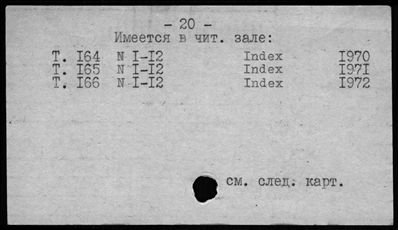 - 20 -
Имеется в чит. зале:
Т. I64 N I-I2 Index I970
Т. I65 N I-I2 Index I97I
Т. I66 N I-I2 Index I972
см. след. карт.